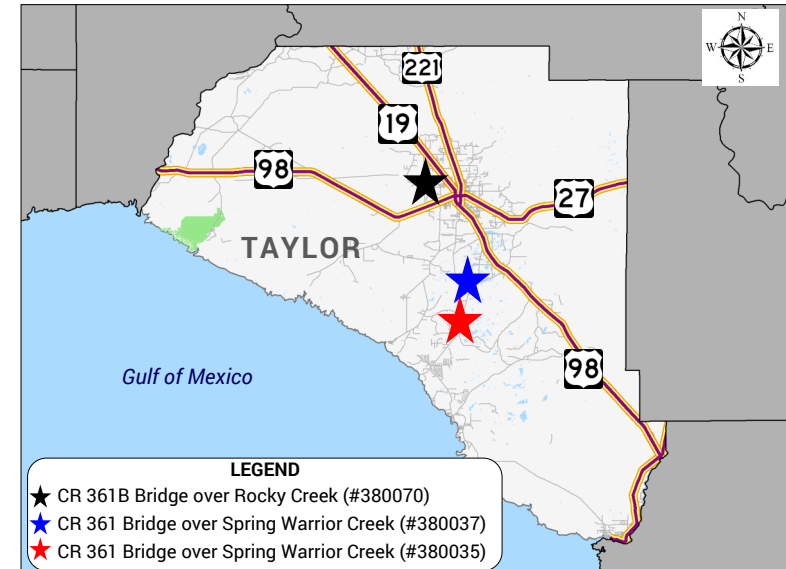 N
W E
S
221
19
98
27
TAYLOR
98
Gulf of Mexico
LEGEND
CR 361B Bridge over Rocky Creek (#380070)
CR 361 Bridge over Spring Warrior Creek (#380037)
CR 361 Bridge over Spring Warrior Creek (#380035)